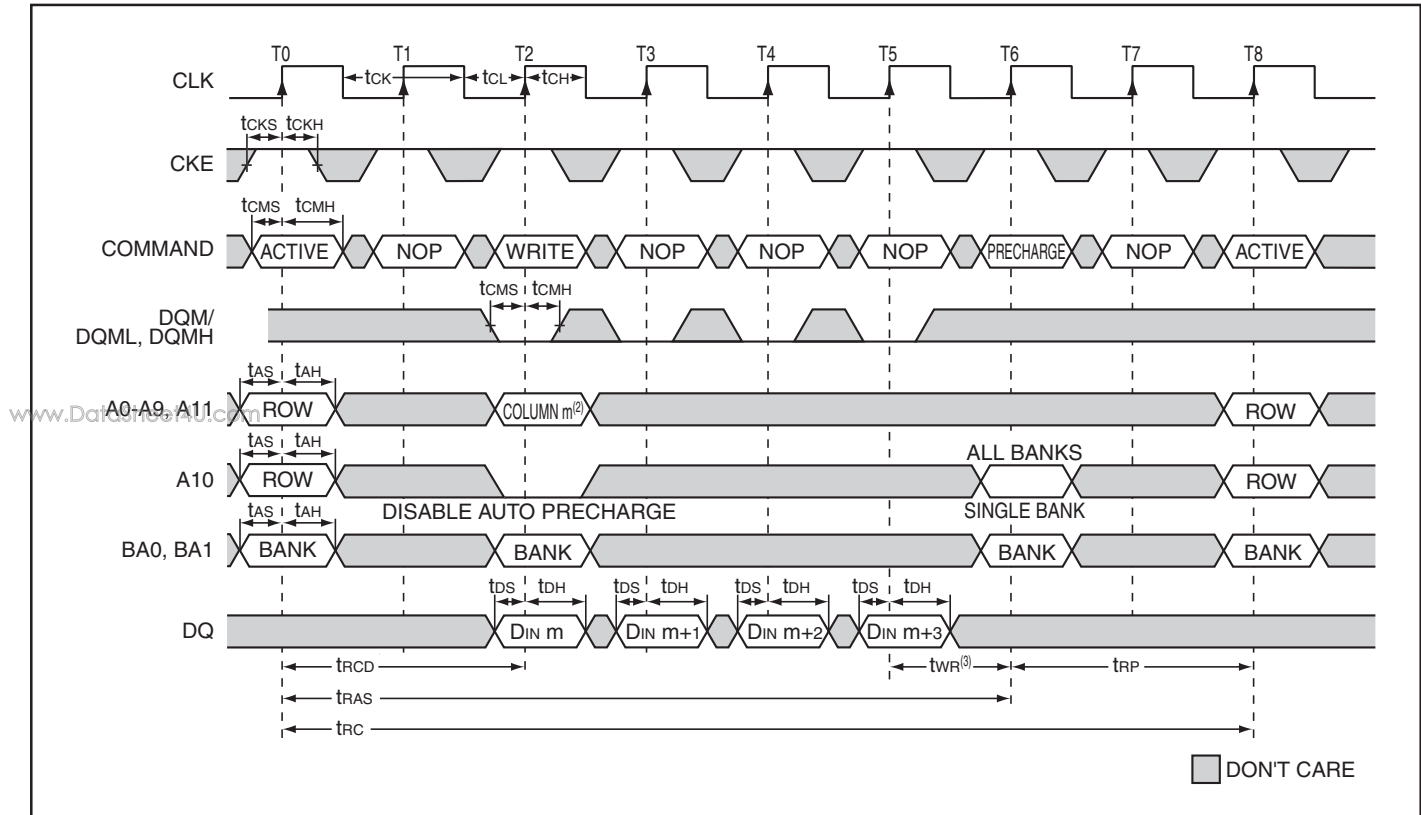 T0 T1 T2 T3 T4 T5 T6 T7 T8
CLK tCK tCL tCH
tCKS tCKH
CKE
tCMS tCMH
COMMAND ACTIVE NOP WRITE NOP NOP NOP PRECHARGE NOP ACTIVE
tCMS tCMH
DQM/
DQML, DQMH
tAS tAH
A0-A9, A11 ROW COLUMN m(2) ROW
www.DataSheet4U.com
tAS tAH ALL BANKS
A10 ROW ROW
DISABLE AUTO PRECHARGE SINGLE BANK
tAS tAH
BA0, BA1 BANK BANK BANK BANK
tDS tDH tDS tDH tDS tDH tDS tDH
DQ DIN m DIN m+1 DIN m+2 DIN m+3
tRCD tWR(3) tRP
tRAS
tRC
DON'T CARE